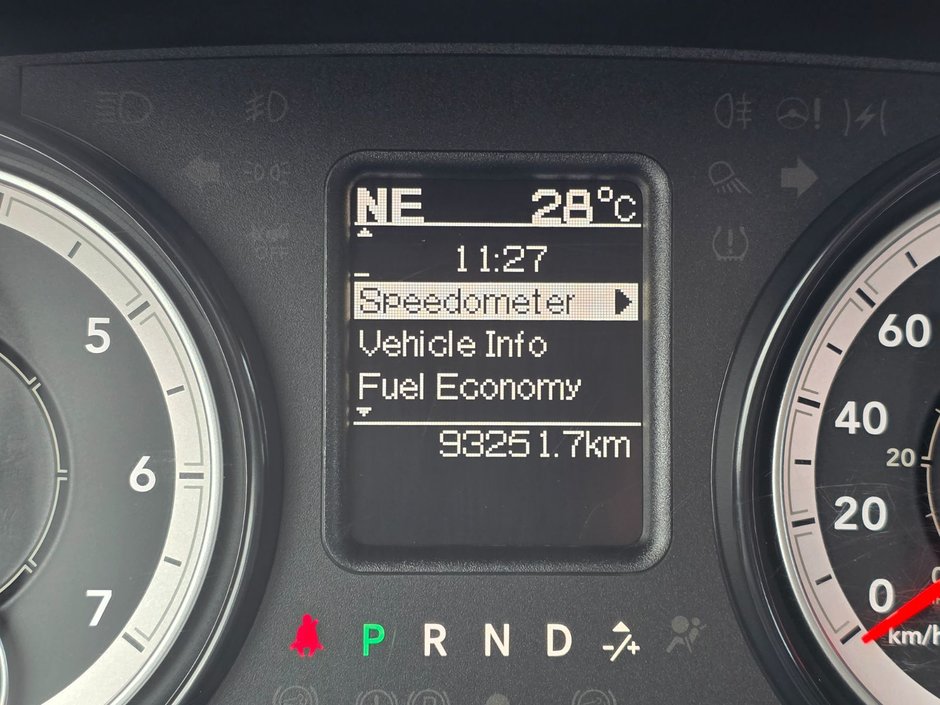 NE 28°C
11:27
Speedometer
Vehicle Info
Fuel Economy
93251.7km
5
6
7
60
40
20
20
0
km/h
P R N D -/+